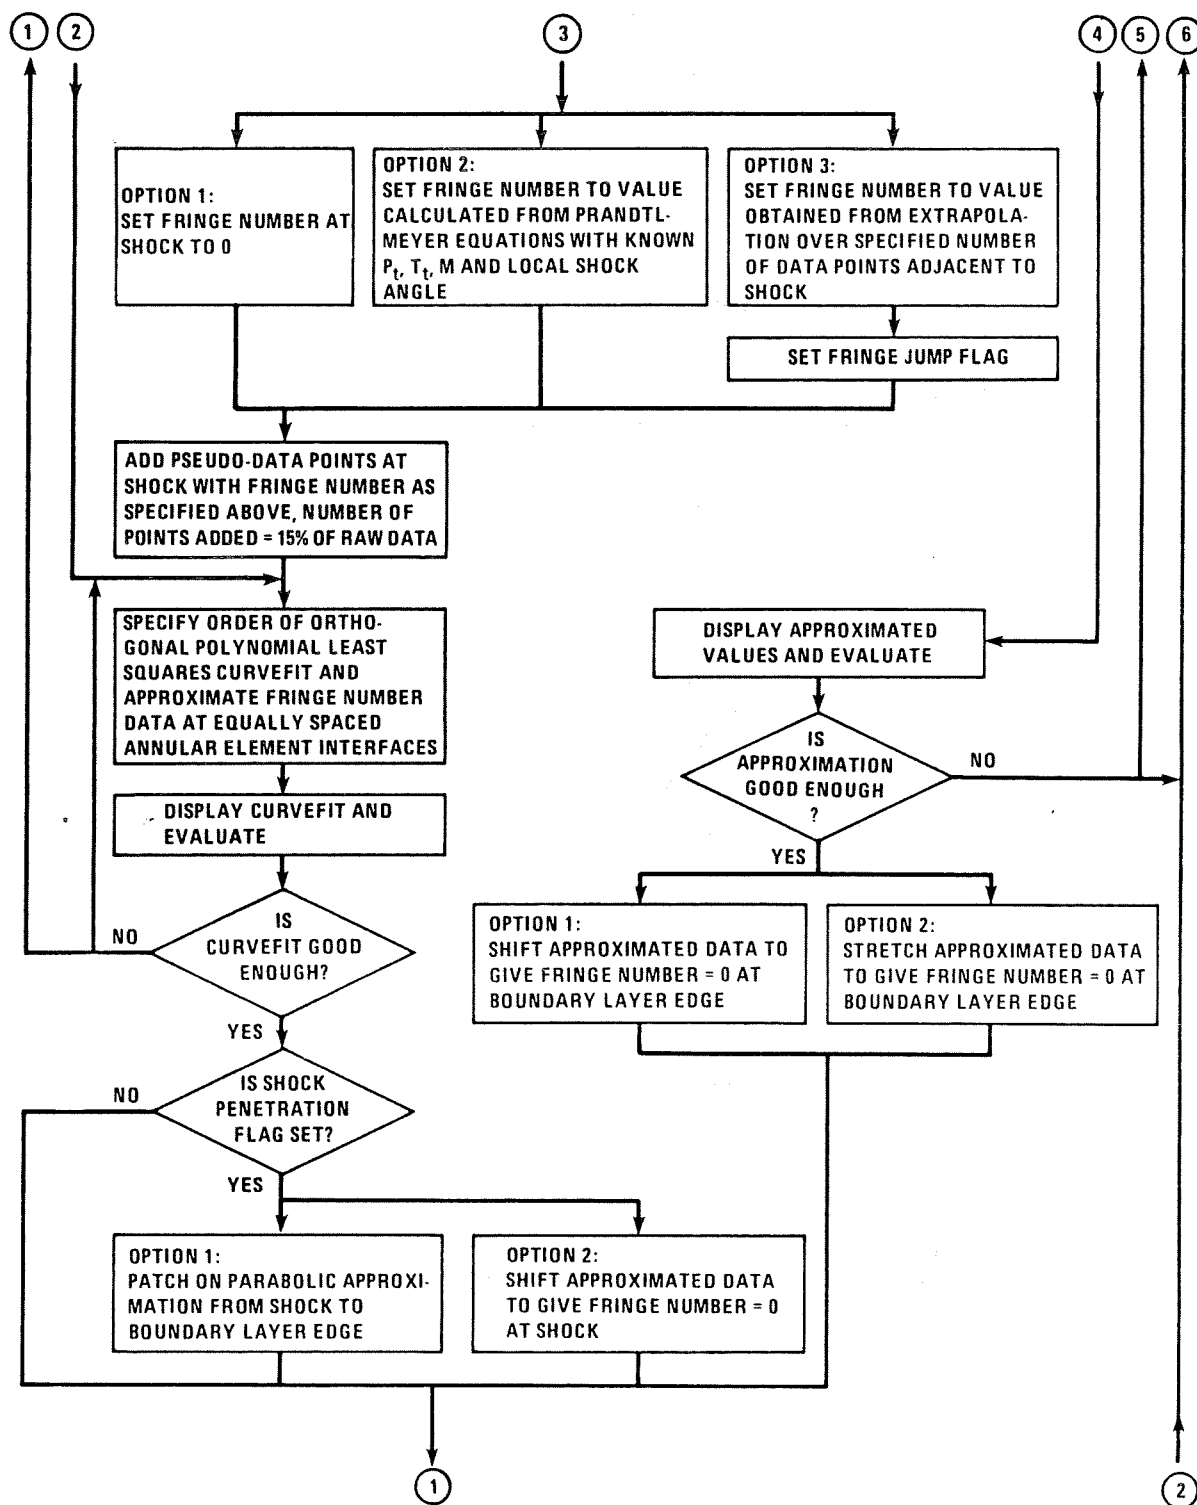 1
2
3
4
5
6
OPTION 1:
SET FRINGE NUMBER AT
SHOCK TO 0
OPTION 2:
SET FRINGE NUMBER TO VALUE
CALCULATED FROM PRANDTL-
MEYER EQUATIONS WITH KNOWN
Pt, Tt, M AND LOCAL SHOCK
ANGLE
OPTION 3:
SET FRINGE NUMBER TO VALUE
OBTAINED FROM EXTRAPOLA-
TION OVER SPECIFIED NUMBER
OF DATA POINTS ADJACENT TO
SHOCK
SET FRINGE JUMP FLAG
ADD PSEUDO-DATA POINTS AT
SHOCK WITH FRINGE NUMBER AS
SPECIFIED ABOVE, NUMBER OF
POINTS ADDED = 15% OF RAW DATA
SPECIFY ORDER OF ORTHO-
GONAL POLYNOMIAL LEAST
SQUARES CURVEFIT AND
APPROXIMATE FRINGE NUMBER
DATA AT EQUALLY SPACED
ANNULAR ELEMENT INTERFACES
DISPLAY CURVEFIT AND
EVALUATE
IS
CURVEFIT GOOD
ENOUGH?
NO
YES
IS SHOCK
PENETRATION
FLAG SET?
NO
YES
OPTION 1:
PATCH ON PARABOLIC APPROXI-
MATION FROM SHOCK TO
BOUNDARY LAYER EDGE
OPTION 2:
SHIFT APPROXIMATED DATA
TO GIVE FRINGE NUMBER = 0
AT SHOCK
DISPLAY APPROXIMATED
VALUES AND EVALUATE
IS
APPROXIMATION
GOOD ENOUGH
?
NO
YES
OPTION 1:
SHIFT APPROXIMATED DATA TO
GIVE FRINGE NUMBER = 0 AT
BOUNDARY LAYER EDGE
OPTION 2:
STRETCH APPROXIMATED DATA
TO GIVE FRINGE NUMBER = 0 AT
BOUNDARY LAYER EDGE
1
2